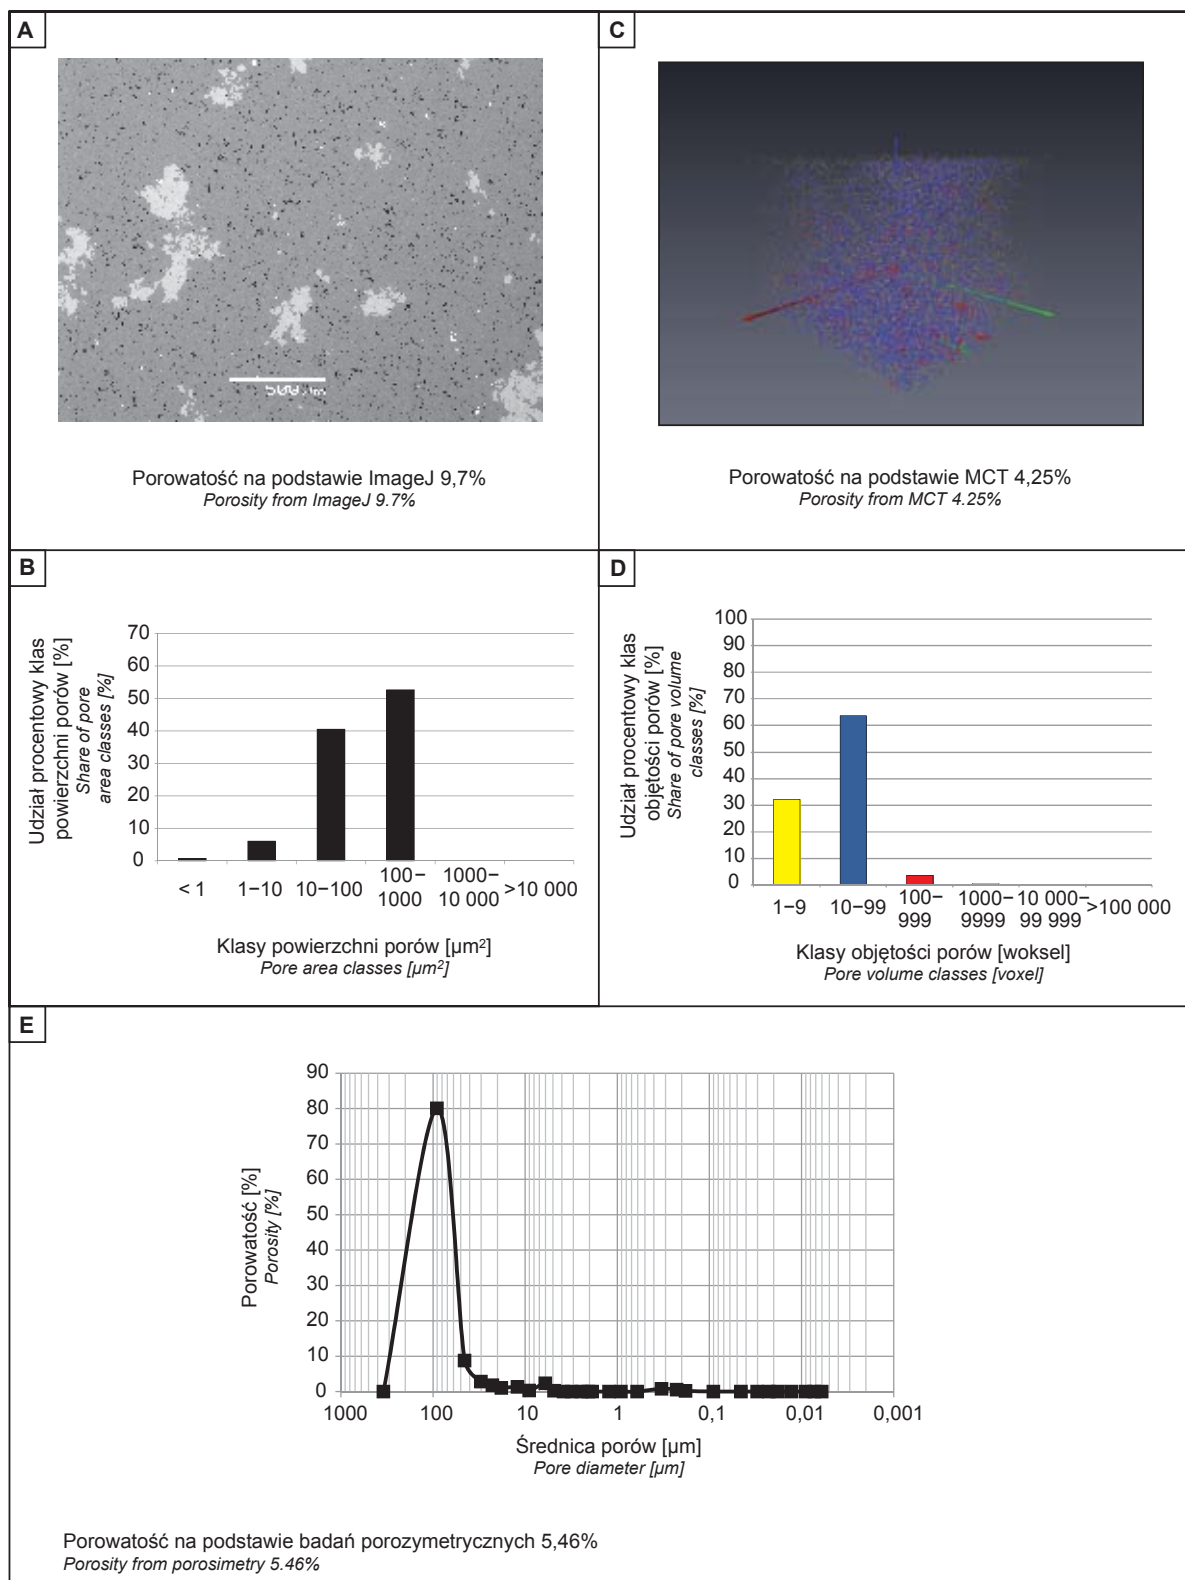 A
500 µm
Porowatość na podstawie ImageJ 9,7%
Porosity from ImageJ 9.7%
C
Porowatość na podstawie MCT 4,25%
Porosity from MCT 4.25%
B
Udział procentowy klas
powierzchni porów [%]
Share of pore
area classes [%]
70
60
50
40
30
20
10
0
< 1
1−10
10−100
100−
1000
1000−
10 000
>10 000
Klasy powierzchni porów [µm²]
Pore area classes [µm²]
D
Udział procentowy klas
objętości porów [%]
Share of pore volume
classes [%]
100
90
80
70
60
50
40
30
20
10
0
1−9
10−99
100−
999
1000−
9999
10 000−
99 999
>100 000
Klasy objętości porów [woksel]
Pore volume classes [voxel]
E
Porowatość [%]
Porosity [%]
90
80
70
60
50
40
30
20
10
0
1000
100
10
1
0,1
0,01
0,001
Średnica porów [µm]
Pore diameter [µm]
Porowatość na podstawie badań porozymetrycznych 5,46%
Porosity from porosimetry 5.46%